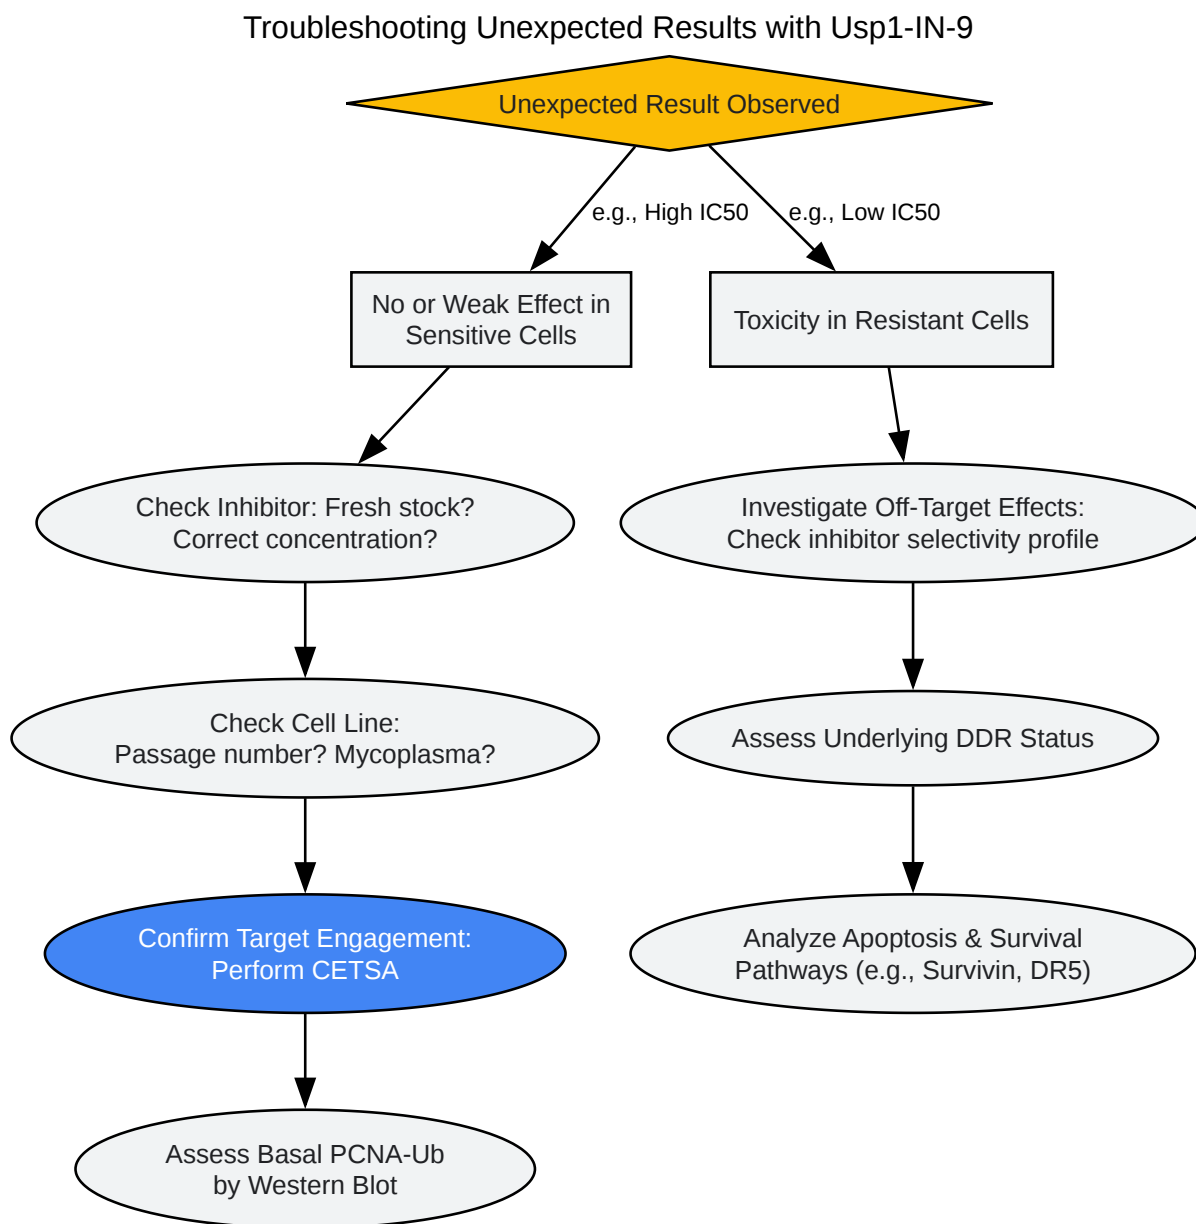 Troubleshooting Unexpected Results with Usp1-IN-9
Unexpected Result Observed
e.g., High IC50
e.g., Low IC50
No or Weak Effect in
Sensitive Cells
Toxicity in Resistant Cells
Check Inhibitor: Fresh stock?
Correct concentration?
Investigate Off-Target Effects:
Check inhibitor selectivity profile
Check Cell Line:
Passage number? Mycoplasma?
Assess Underlying DDR Status
Confirm Target Engagement:
Perform CETSA
Analyze Apoptosis & Survival
Pathways (e.g., Survivin, DR5)
Assess Basal PCNA-Ub
by Western Blot